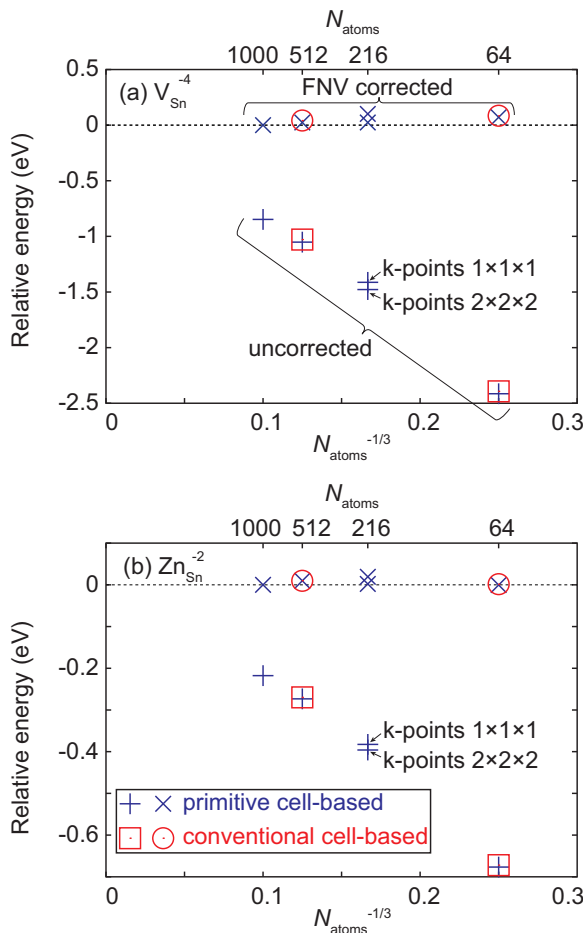 N_atoms
1000 512 216 64
0.5
(a) V_Sn^-4
FNV corrected
0
-0.5
-1
-1.5
-2
-2.5
Relative energy (eV)
k-points 1×1×1
k-points 2×2×2
uncorrected
0 0.1 0.2 0.3
N_atoms^-1/3
N_atoms
1000 512 216 64
(b) Zn_Sn^-2
0
-0.2
-0.4
-0.6
Relative energy (eV)
k-points 1×1×1
k-points 2×2×2
primitive cell-based
conventional cell-based
0 0.1 0.2 0.3
N_atoms^-1/3